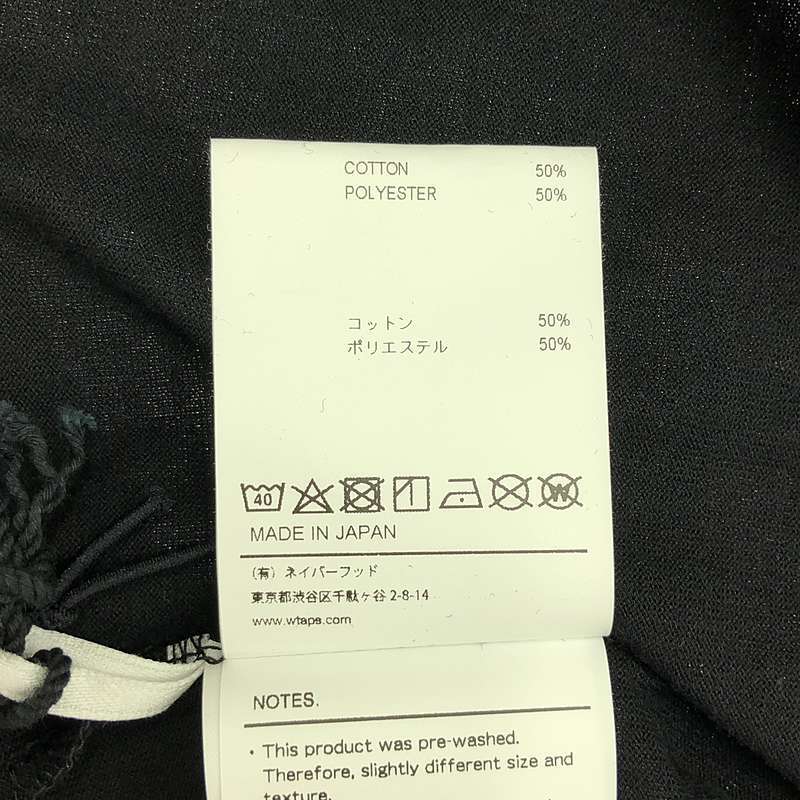 COTTON 50%
POLYESTER 50%
コットン 50%
ポリエステル 50%
40 W
MADE IN JAPAN
(有) ネイバーフッド
東京都渋谷区千駄ヶ谷 2-8-14
www.wtaps.com
NOTES.
・This product was pre-washed.
Therefore, slightly different size and
texture.